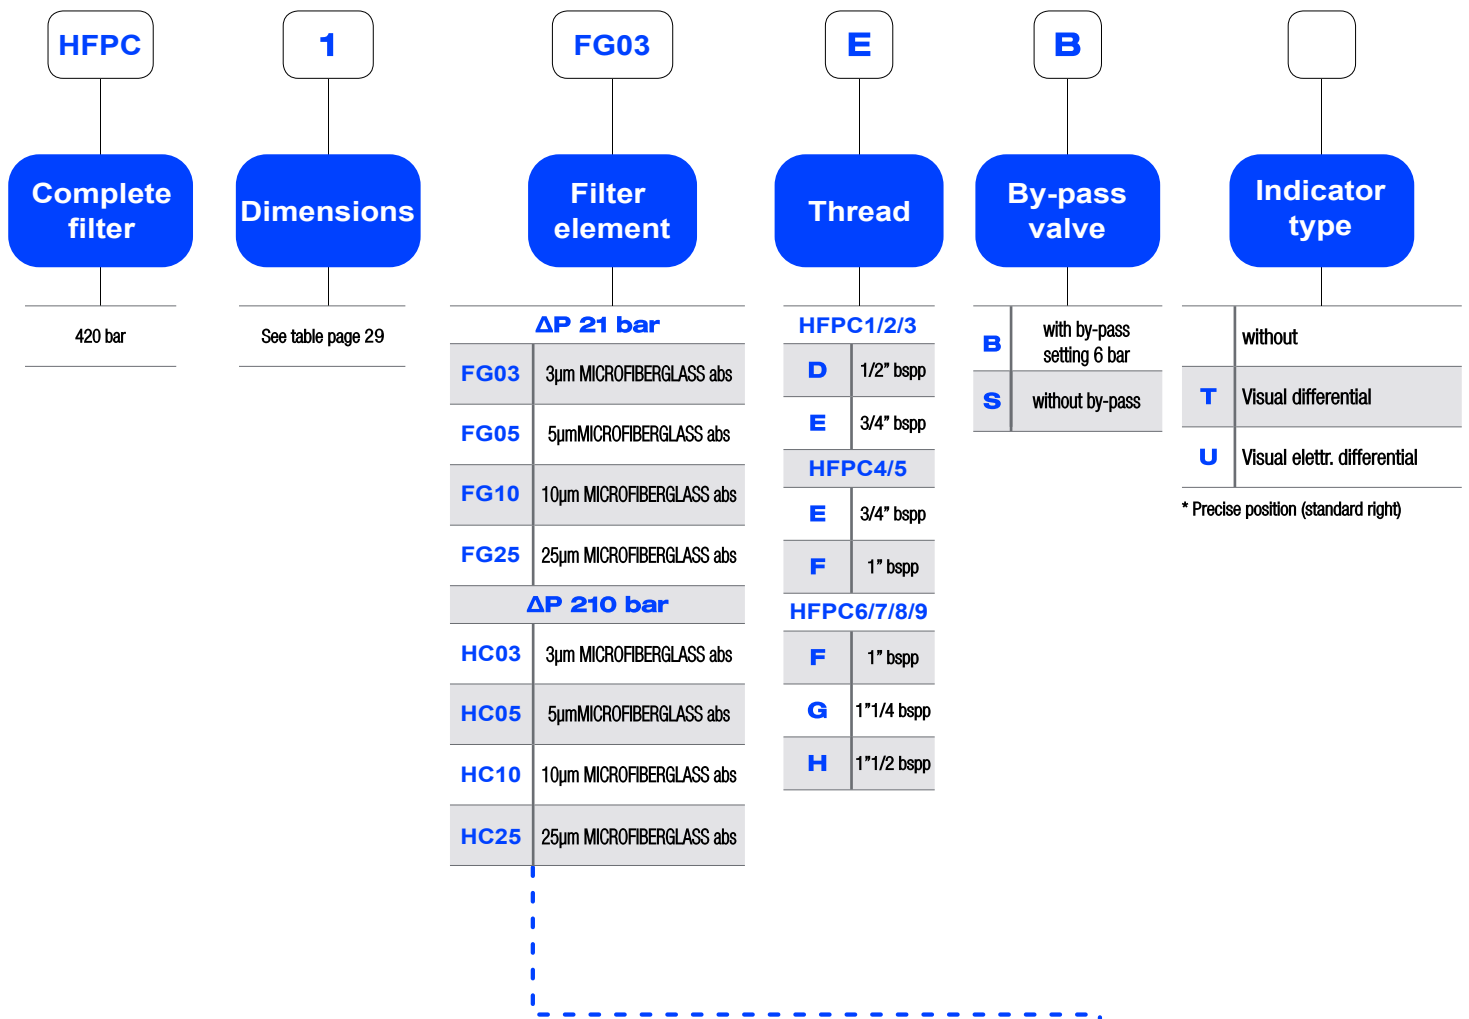 HFPC
1
FG03
E
B
Complete
filter
Dimensions
Filter
element
Thread
By-pass
valve
Indicator
type
420 bar
See table page 29
ΔP 21 bar
FG03 3µm MICROFIBERGLASS abs
FG05 5µmMICROFIBERGLASS abs
FG10 10µm MICROFIBERGLASS abs
FG25 25µm MICROFIBERGLASS abs
ΔP 210 bar
HC03 3µm MICROFIBERGLASS abs
HC05 5µmMICROFIBERGLASS abs
HC10 10µm MICROFIBERGLASS abs
HC25 25µm MICROFIBERGLASS abs
HFPC1/2/3
D 1/2” bspp
E 3/4” bspp
HFPC4/5
E 3/4” bspp
F 1” bspp
HFPC6/7/8/9
F 1” bspp
G 1”1/4 bspp
H 1”1/2 bspp
B with by-pass
setting 6 bar
S without by-pass
without
T Visual differential
U Visual elettr. differential
* Precise position (standard right)